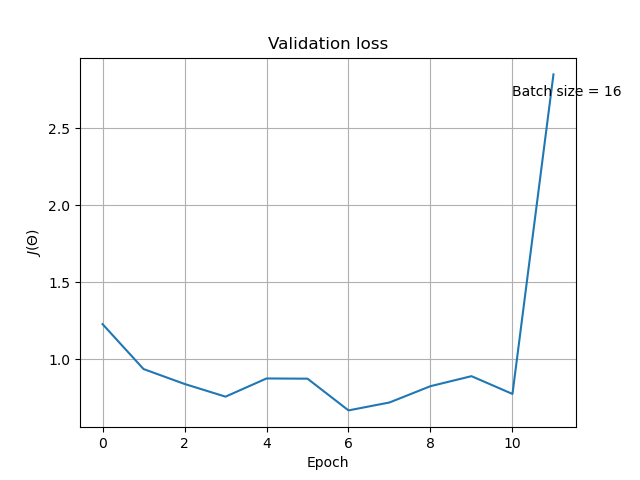 Validation loss
Batch size = 16
2.5
2.0
1.5
1.0
J(Θ)
0 2 4 6 8 10
Epoch